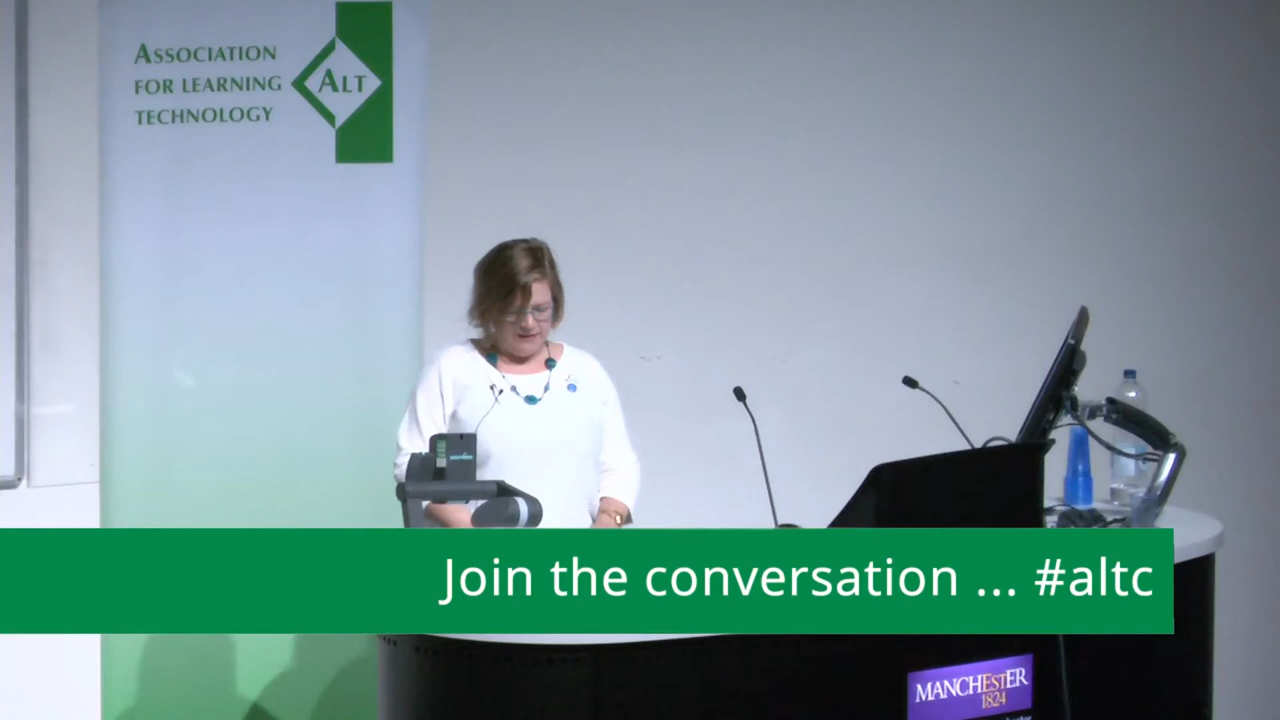 ASSOCIATION
FOR LEARNING
TECHNOLOGY
ALT
Join the conversation ... #altc
MANCHESTER
1824